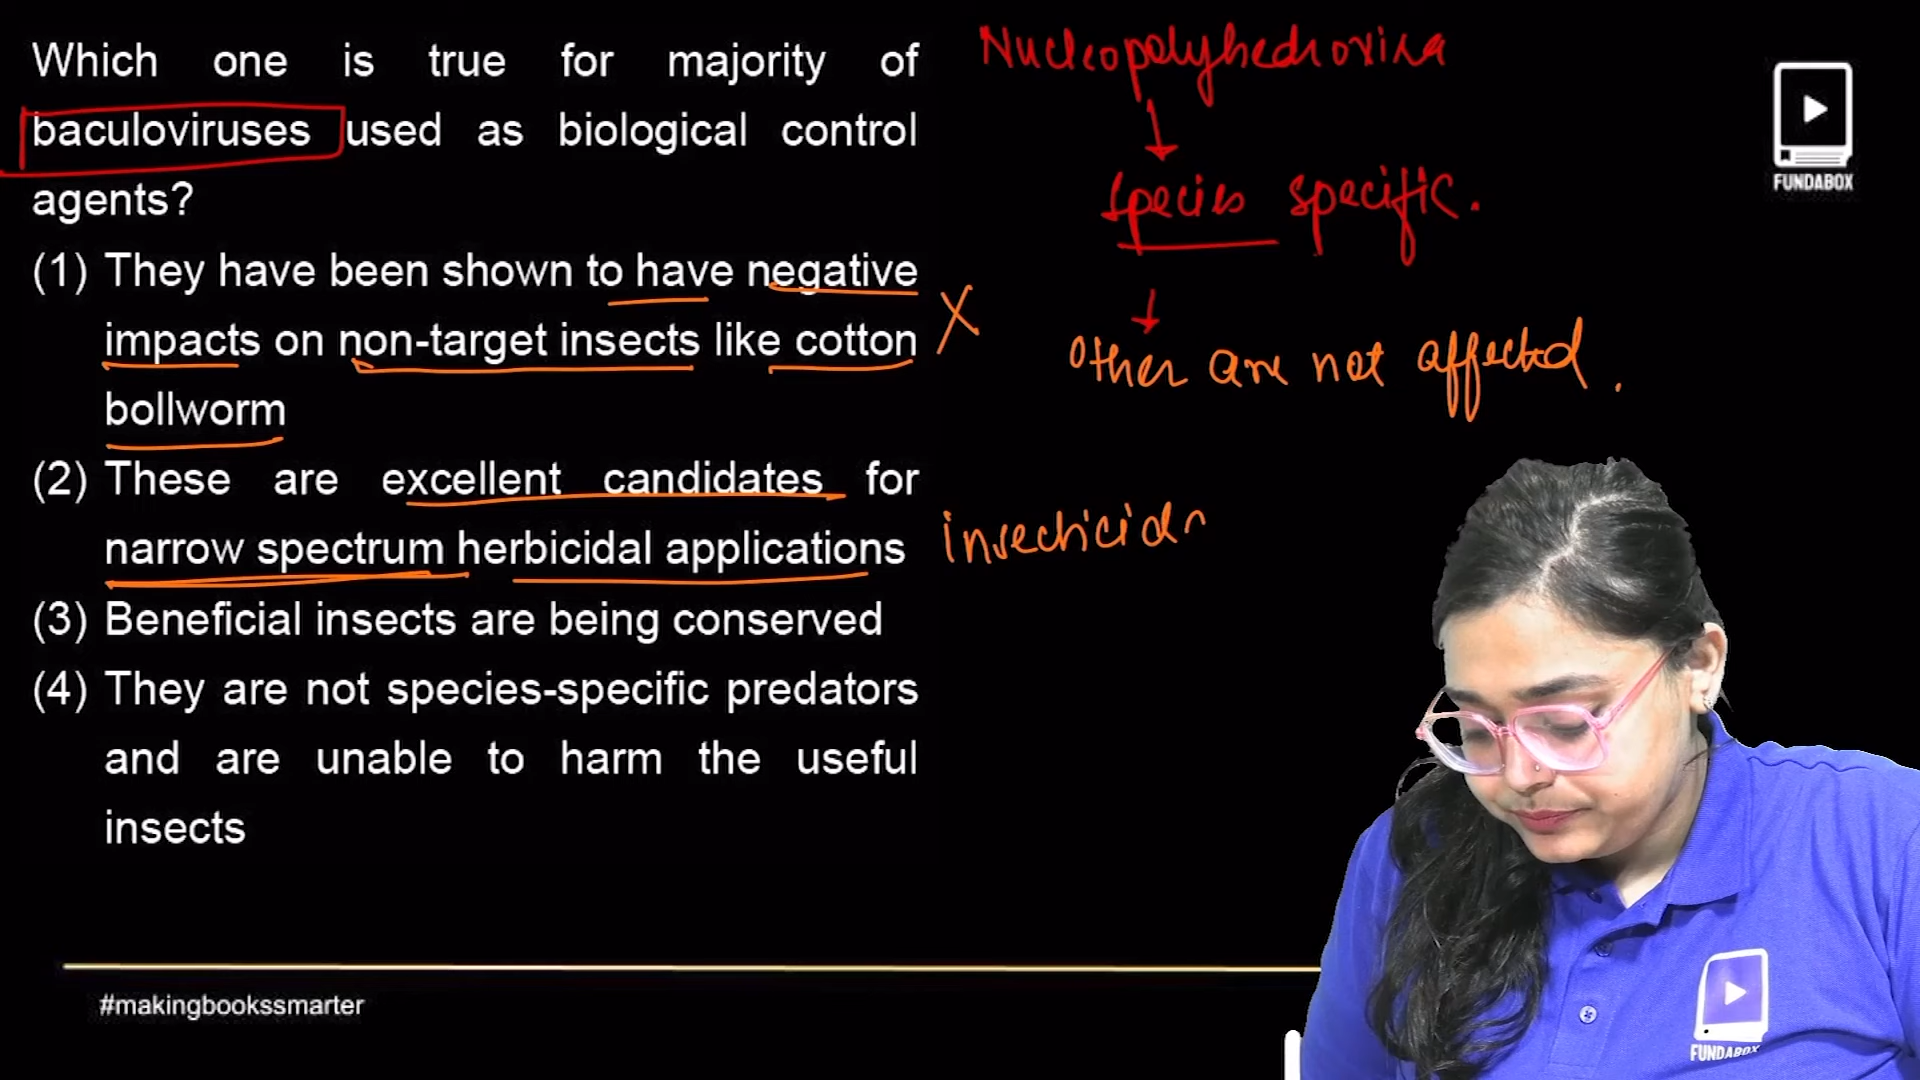 Which one is true for majority of
baculoviruses used as biological control
agents?
(1) They have been shown to have negative
impacts on non-target insects like cotton
bollworm
(2) These are excellent candidates for
narrow spectrum herbicidal applications
(3) Beneficial insects are being conserved
(4) They are not species-specific predators
and are unable to harm the useful
insects
Nucleopolyhedrovira
Species specific.
Other are not affected.
X
FUNDABOX
#makingbookssmarter
FUNDABOX